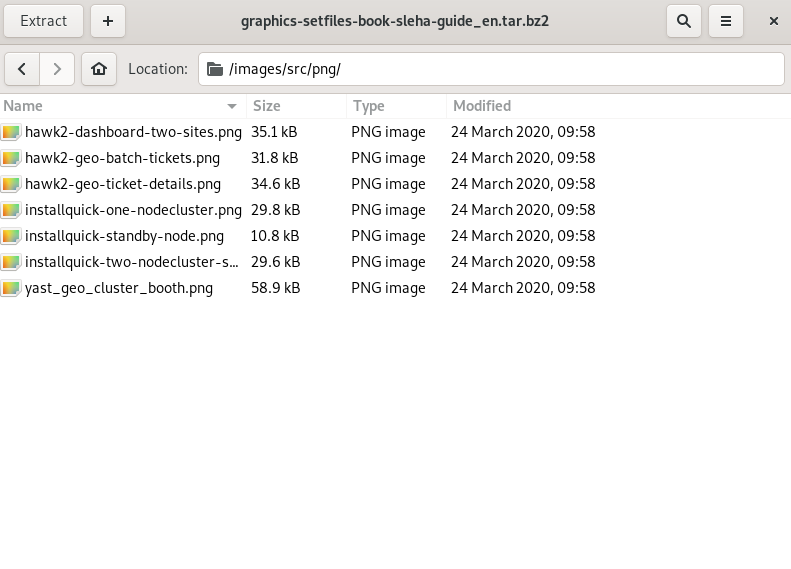 Extract + graphics-setfiles-book-sleha-guide_en.tar.bz2
Location: /images/src/png/
Name Size Type Modified
hawk2-dashboard-two-sites.png 35.1 kB PNG image 24 March 2020, 09:58
hawk2-geo-batch-tickets.png 31.8 kB PNG image 24 March 2020, 09:58
hawk2-geo-ticket-details.png 34.6 kB PNG image 24 March 2020, 09:58
installquick-one-nodecluster.png 29.8 kB PNG image 24 March 2020, 09:58
installquick-standby-node.png 10.8 kB PNG image 24 March 2020, 09:58
installquick-two-nodecluster-s... 29.6 kB PNG image 24 March 2020, 09:58
yast_geo_cluster_booth.png 58.9 kB PNG image 24 March 2020, 09:58